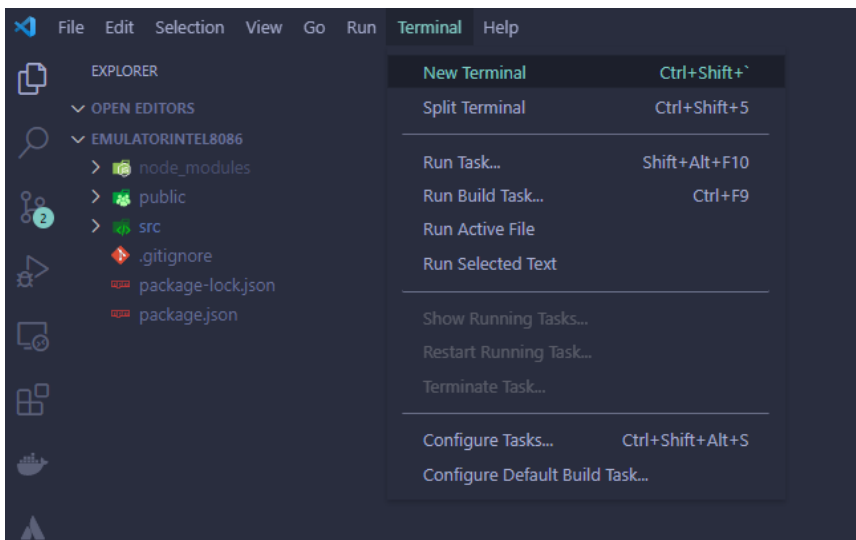 File Edit Selection View Go Run Terminal Help
EXPLORER
OPEN EDITORS
EMULATORINTEL8086
node_modules
public
src
.gitignore
package-lock.json
package.json
2
New Terminal Ctrl+Shift+`
Split Terminal Ctrl+Shift+5
Run Task... Shift+Alt+F10
Run Build Task... Ctrl+F9
Run Active File
Run Selected Text
Show Running Tasks...
Restart Running Task...
Terminate Task...
Configure Tasks... Ctrl+Shift+Alt+S
Configure Default Build Task...